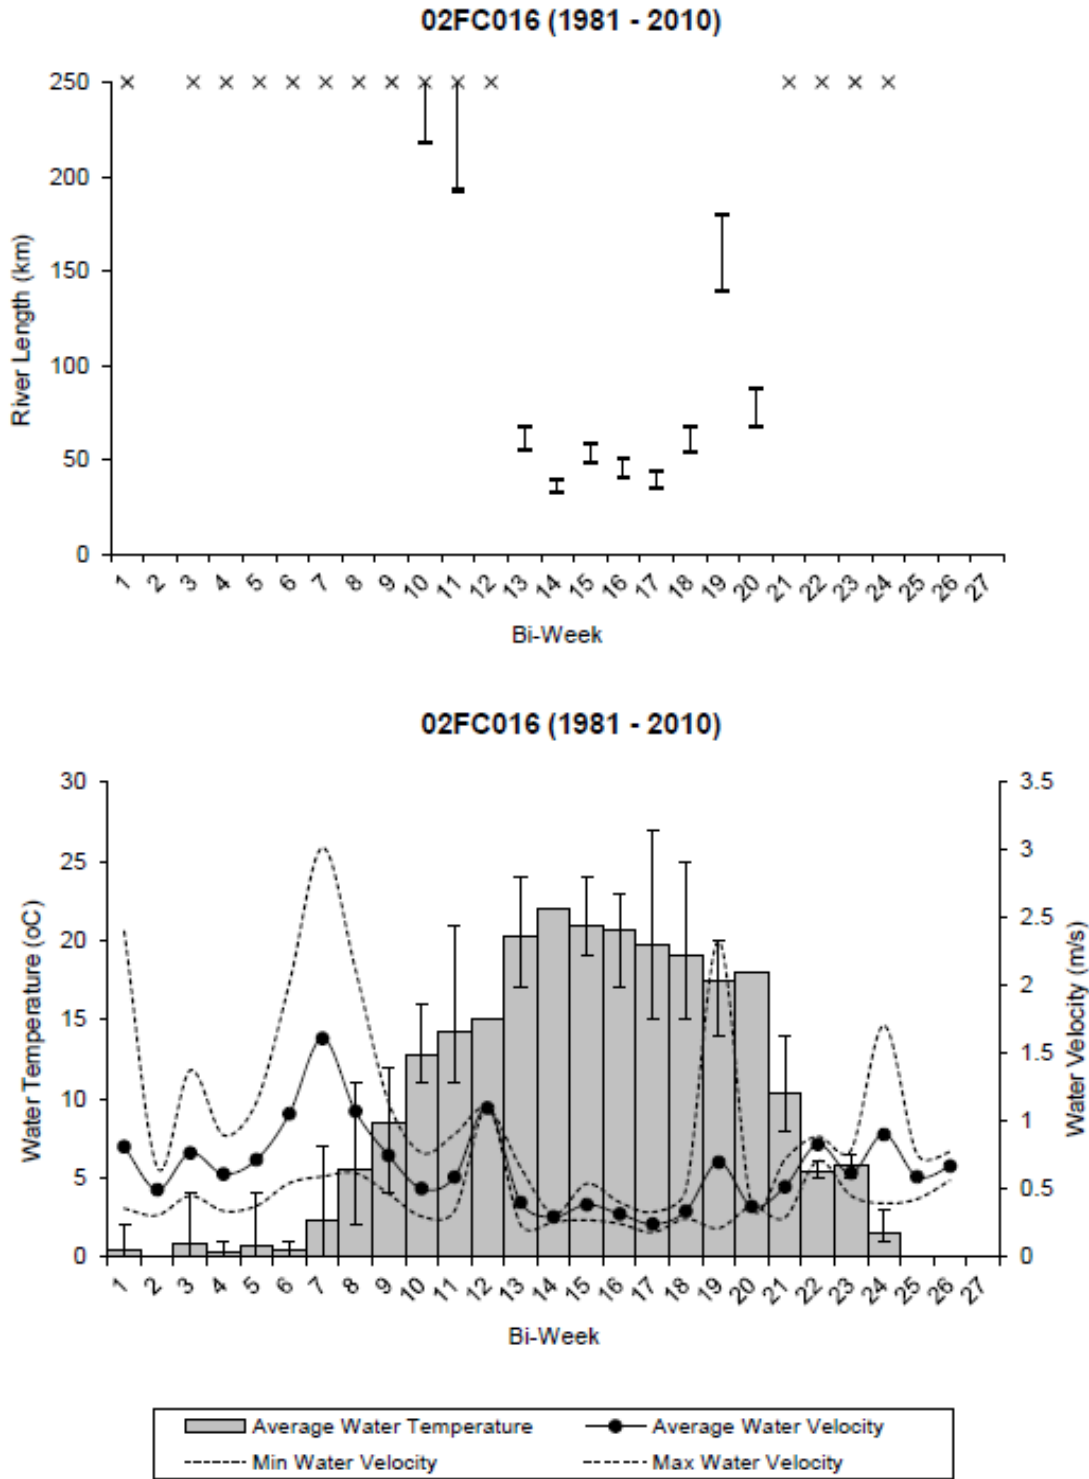 02FC016 (1981 - 2010)
250
200
150
100
50
0
River Length (km)
1 2 3 4 5 6 7 8 9 10 11 12 13 14 15 16 17 18 19 20 21 22 23 24 25 26 27
Bi-Week
02FC016 (1981 - 2010)
30
25
20
15
10
5
0
Water Temperature (oC)
3.5
3
2.5
2
1.5
1
0.5
0
Water Velocity (m/s)
1 2 3 4 5 6 7 8 9 10 11 12 13 14 15 16 17 18 19 20 21 22 23 24 25 26 27
Bi-Week
Average Water Temperature Average Water Velocity
Min Water Velocity Max Water Velocity